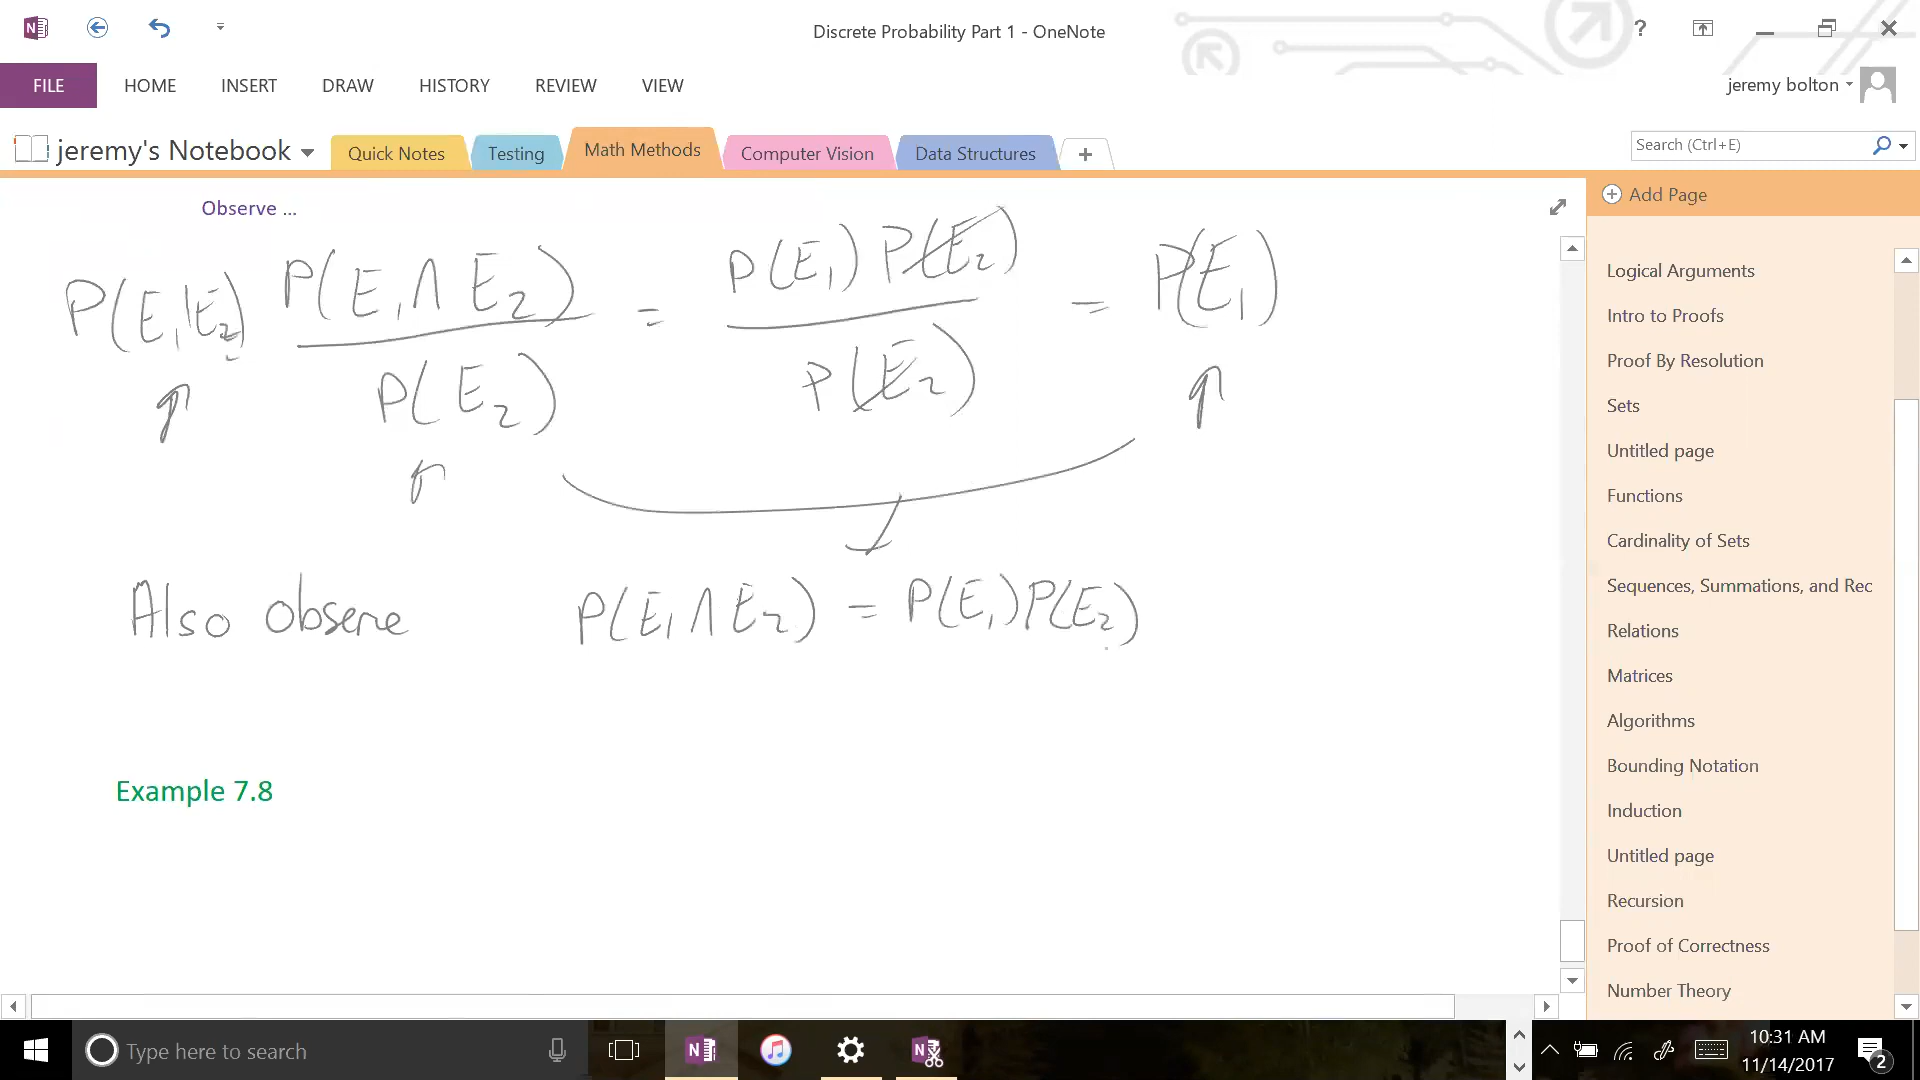 Discrete Probability Part 1 - OneNote
?
FILE HOME INSERT DRAW HISTORY REVIEW VIEW
jeremy bolton
jeremy's Notebook
Quick Notes
Testing
Math Methods
Computer Vision
Data Structures
Search (Ctrl+E)
Add Page
Observe ...
P(E₁|E₂) P(E₁∧E₂) / P(E₂) = P(E₁)P(E₂) / P(E₂) = P(E₁)
Also obsene P(E₁∧E₂) = P(E₁)P(E₂)
Example 7.8
Logical Arguments
Intro to Proofs
Proof By Resolution
Sets
Untitled page
Functions
Cardinality of Sets
Sequences, Summations, and Rec
Relations
Matrices
Algorithms
Bounding Notation
Induction
Untitled page
Recursion
Proof of Correctness
Number Theory
Type here to search
10:31 AM
11/14/2017
2